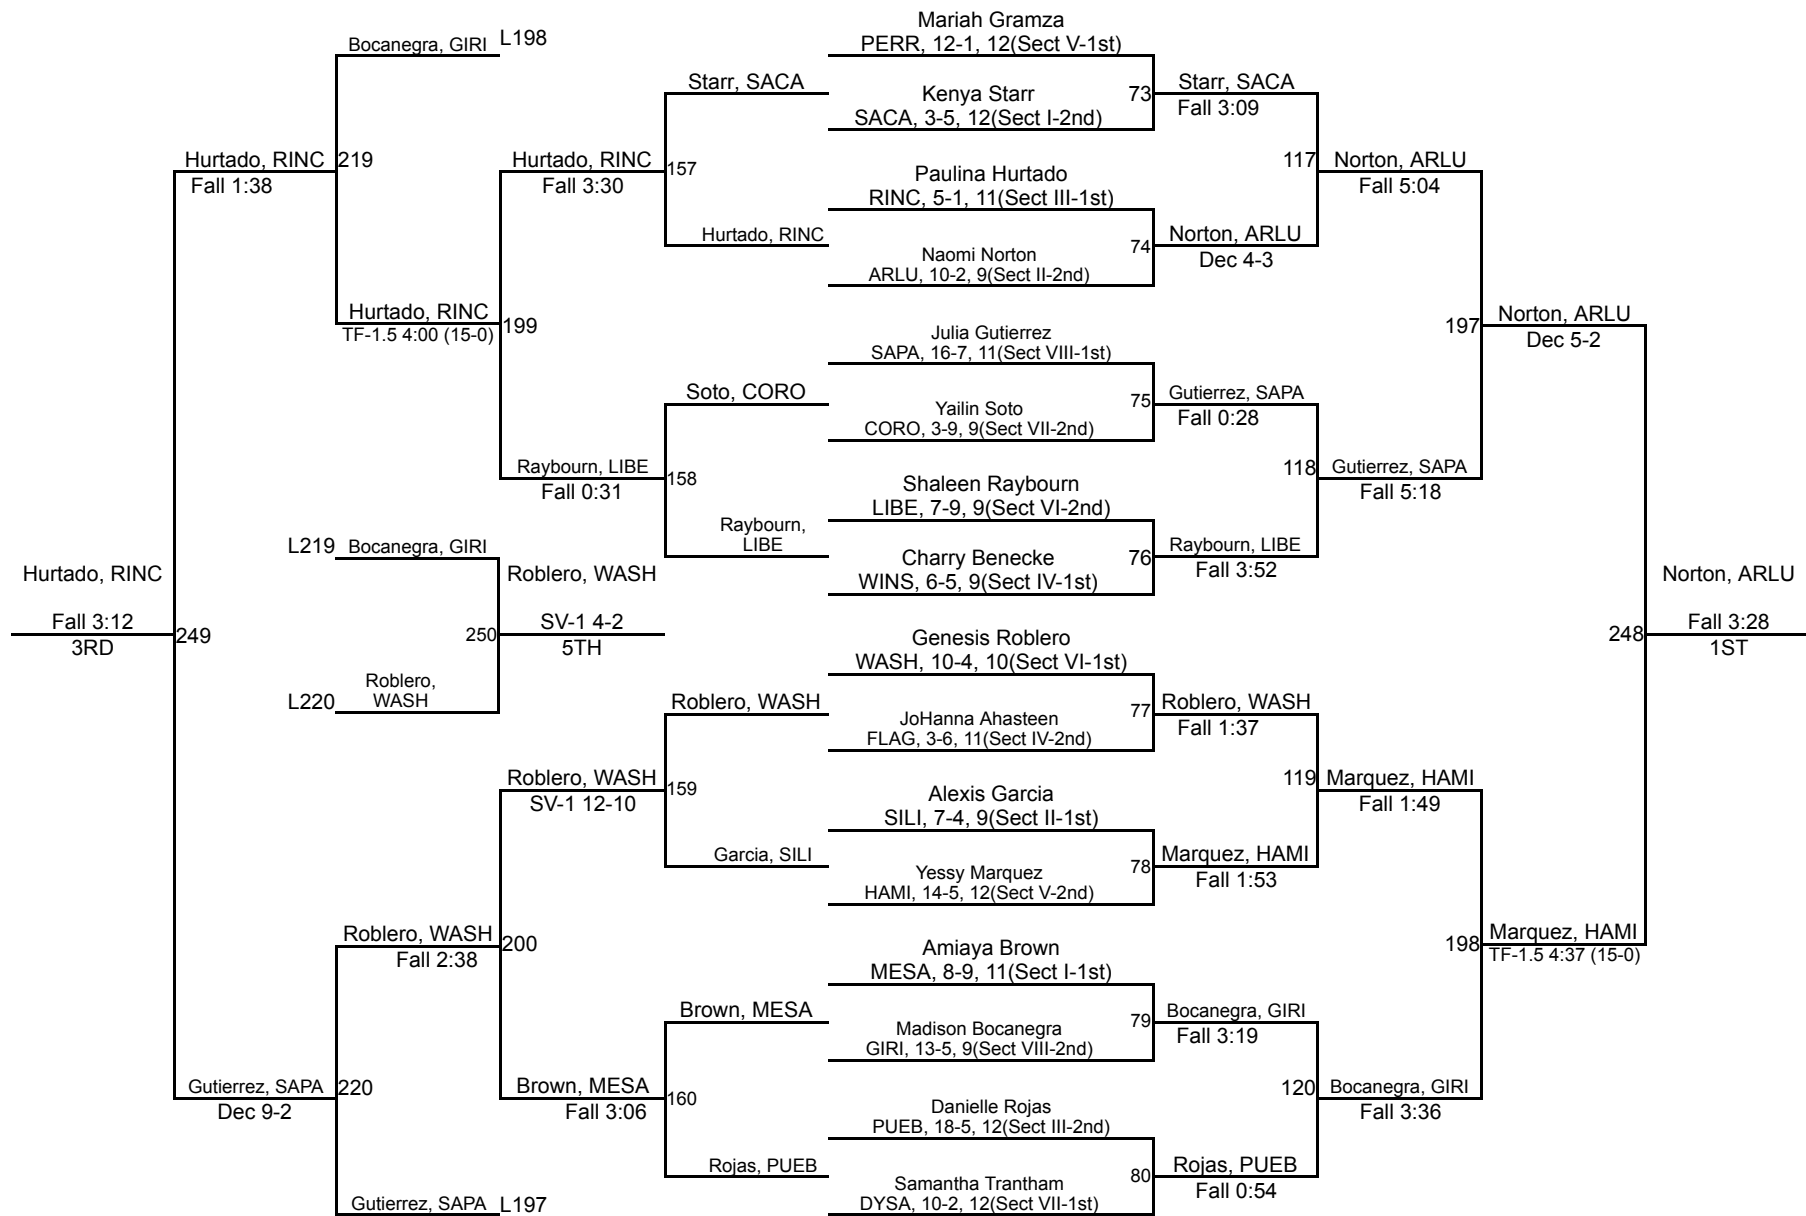 Bocanegra, GIRI L198
Hurtado, RINC 219
Fall 1:38
Hurtado, RINC
TF-1.5 4:00 (15-0)
L219 Bocanegra, GIRI
Hurtado, RINC
Fall 3:12
3RD
249
Roblero, WASH
250 SV-1 4-2
5TH
Roblero,
L220 WASH
Roblero, WASH
Fall 2:38
Gutierrez, SAPA 220
Dec 9-2
Gutierrez, SAPA L197
Starr, SACA
Hurtado, RINC 157
Fall 3:30
Hurtado, RINC
199
Soto, CORO
Raybourn, LIBE 158
Fall 0:31
Raybourn,
LIBE
Roblero, WASH
Roblero, WASH 159
SV-1 12-10
Garcia, SILI
200
Brown, MESA
Brown, MESA 160
Fall 3:06
Rojas, PUEB
Mariah Gramza
PERR, 12-1, 12(Sect V-1st)
Kenya Starr 73
SACA, 3-5, 12(Sect I-2nd)
Paulina Hurtado
RINC, 5-1, 11(Sect III-1st)
Naomi Norton 74
ARLU, 10-2, 9(Sect II-2nd)
Julia Gutierrez
SAPA, 16-7, 11(Sect VIII-1st)
Yailin Soto 75
CORO, 3-9, 9(Sect VII-2nd)
Shaleen Raybourn
LIBE, 7-9, 9(Sect VI-2nd)
Charry Benecke 76
WINS, 6-5, 9(Sect IV-1st)
Genesis Roblero
WASH, 10-4, 10(Sect VI-1st)
JoHanna Ahasteen 77
FLAG, 3-6, 11(Sect IV-2nd)
Alexis Garcia
SILI, 7-4, 9(Sect II-1st)
Yessy Marquez 78
HAMI, 14-5, 12(Sect V-2nd)
Amiaya Brown
MESA, 8-9, 11(Sect I-1st)
Madison Bocanegra 79
GIRI, 13-5, 9(Sect VIII-2nd)
Danielle Rojas
PUEB, 18-5, 12(Sect III-2nd)
Samantha Trantham 80
DYSA, 10-2, 12(Sect VII-1st)
Starr, SACA
Fall 3:09
117 Norton, ARLU
Fall 5:04
Norton, ARLU
Dec 4-3
197 Norton, ARLU
Dec 5-2
Gutierrez, SAPA
Fall 0:28
118 Gutierrez, SAPA
Fall 5:18
Raybourn, LIBE
Fall 3:52
Norton, ARLU
248 Fall 3:28
1ST
Roblero, WASH
Fall 1:37
119 Marquez, HAMI
Fall 1:49
Marquez, HAMI
Fall 1:53
198 Marquez, HAMI
TF-1.5 4:37 (15-0)
Bocanegra, GIRI
Fall 3:19
120 Bocanegra, GIRI
Fall 3:36
Rojas, PUEB
Fall 0:54